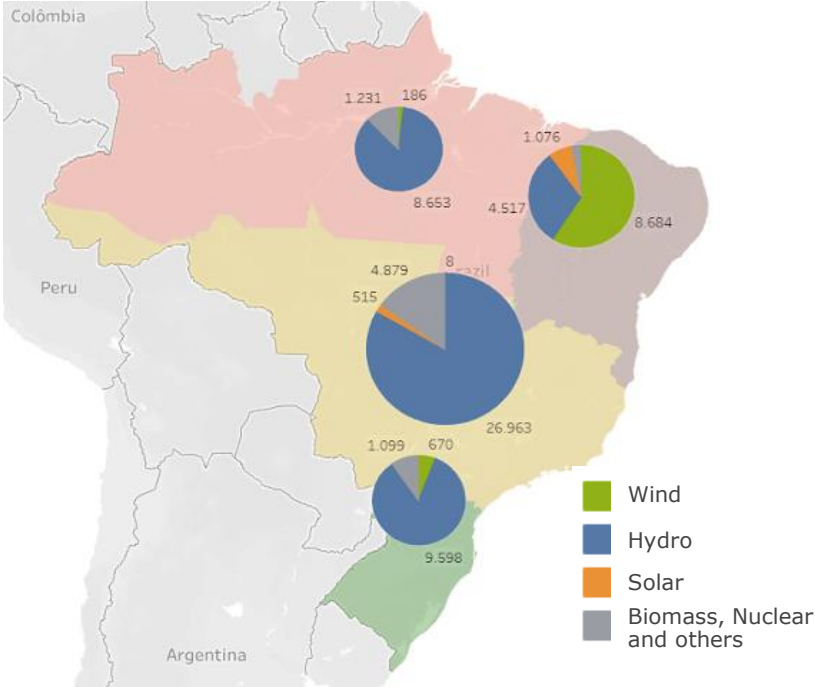 Colômbia
1.231
186
8.653
1.076
4.517
8.684
Peru
4.879
8
515
26.963
1.099
670
9.598
Argentina
Wind
Hydro
Solar
Biomass, Nuclear
and others